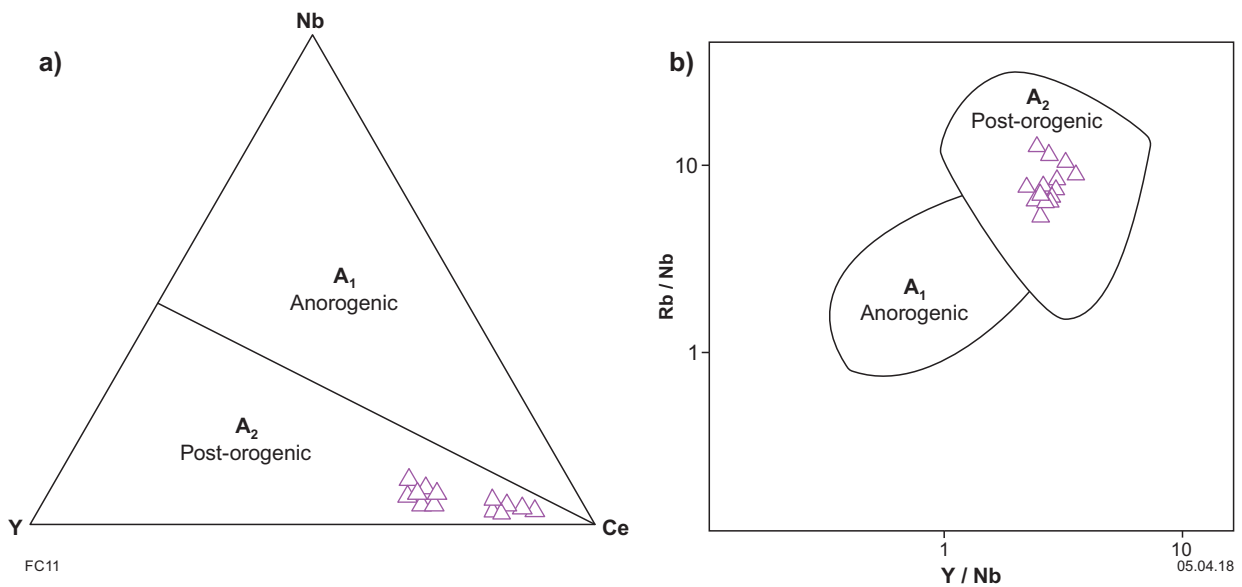 a)
Nb
A₁
Anorogenic
A₂
Post-orogenic
Y
Ce
FC11
b)
A₂
Post-orogenic
10
A₁
Anorogenic
Rb / Nb
1
1
10
Y / Nb
05.04.18